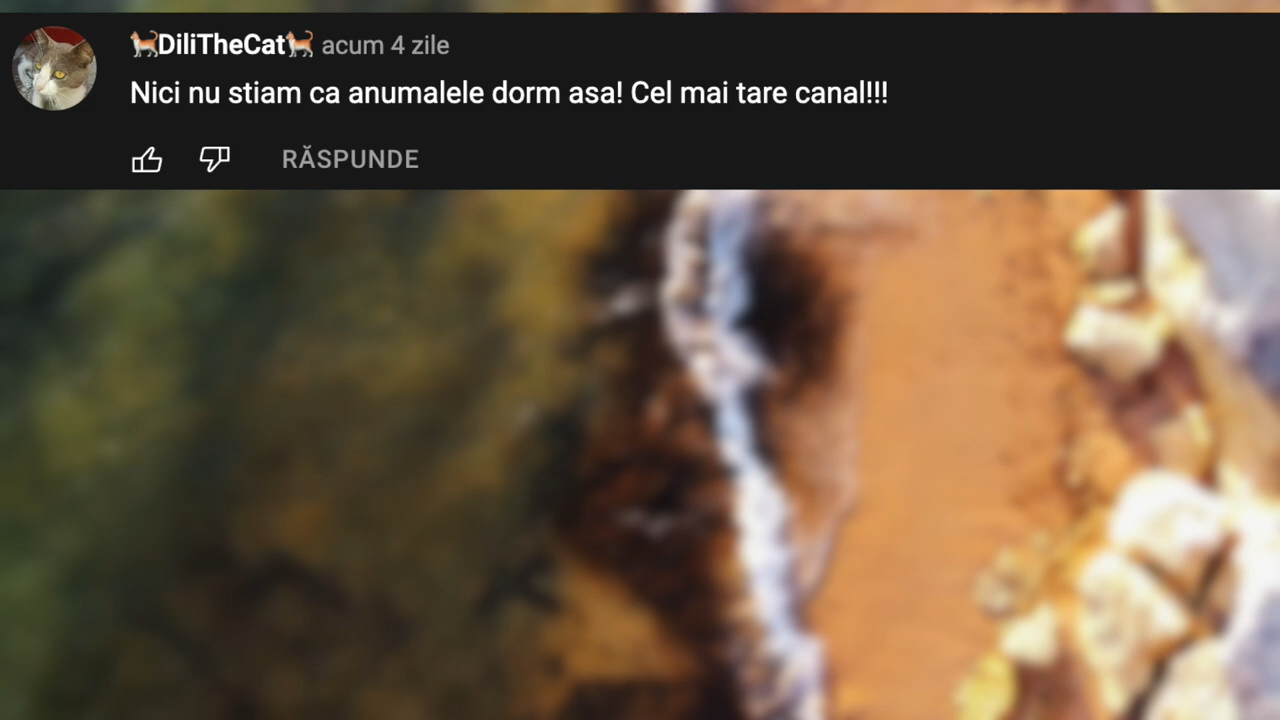 🐈DiliTheCat🐈 acum 4 zile
Nici nu stiam ca anumalele dorm asa! Cel mai tare canal!!!
RĂSPUNDE